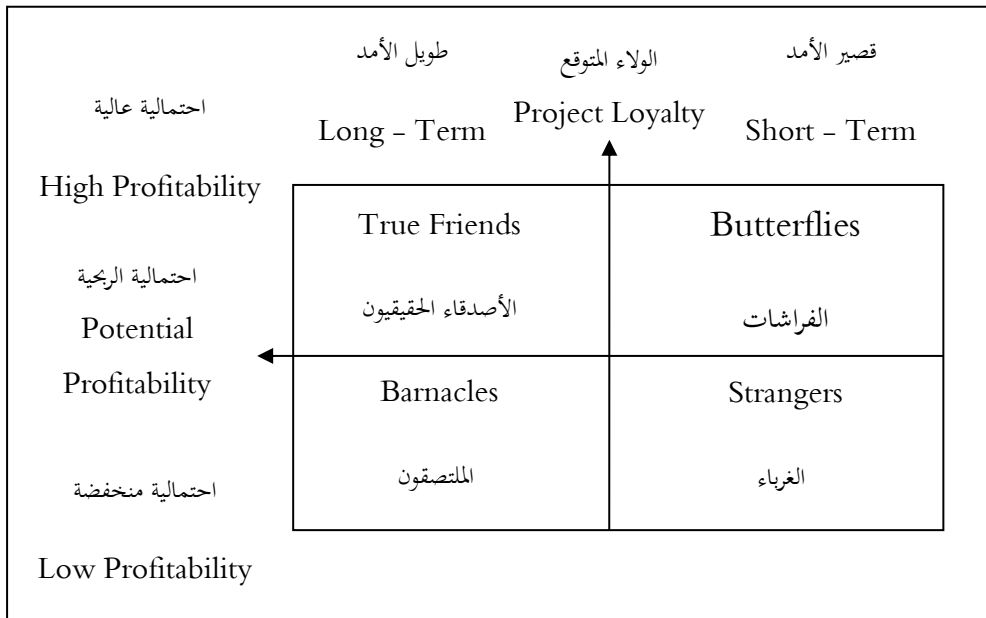 طويل الأمد
الولاء المتوقع
قصير الأمد
احتمالية عالية
Long – Term
Project Loyalty
Short – Term
High Profitability
True Friends
Butterflies
احتمالية الربحية
الأصدقاء الحقيقيون
الفراشات
Potential
Profitability
Barnacles
Strangers
احتمالية منخفضة
الملتصقون
الغرباء
Low Profitability